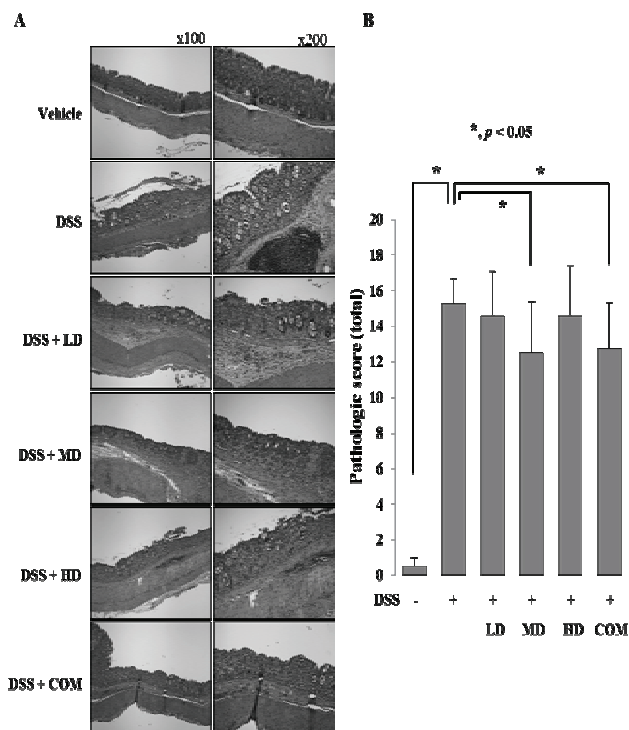 A
x100 x200
Vehicle
DSS
DSS + LD
DSS + MD
DSS + HD
DSS + COM
B
*, p < 0.05
*
*
*
Pathologic score (total)
20
18
16
14
12
10
8
6
4
2
0
DSS - + + + + +
LD MD HD COM